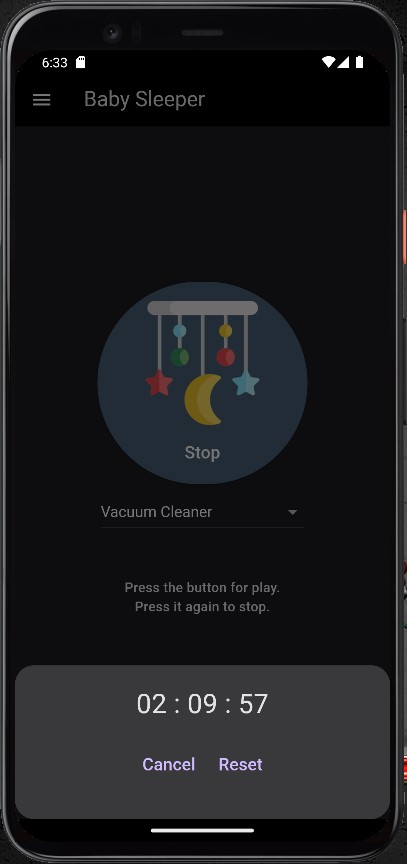 6:33
Baby Sleeper
Stop
Vacuum Cleaner
Press the button for play.
Press it again to stop.
02 : 09 : 57
Cancel Reset